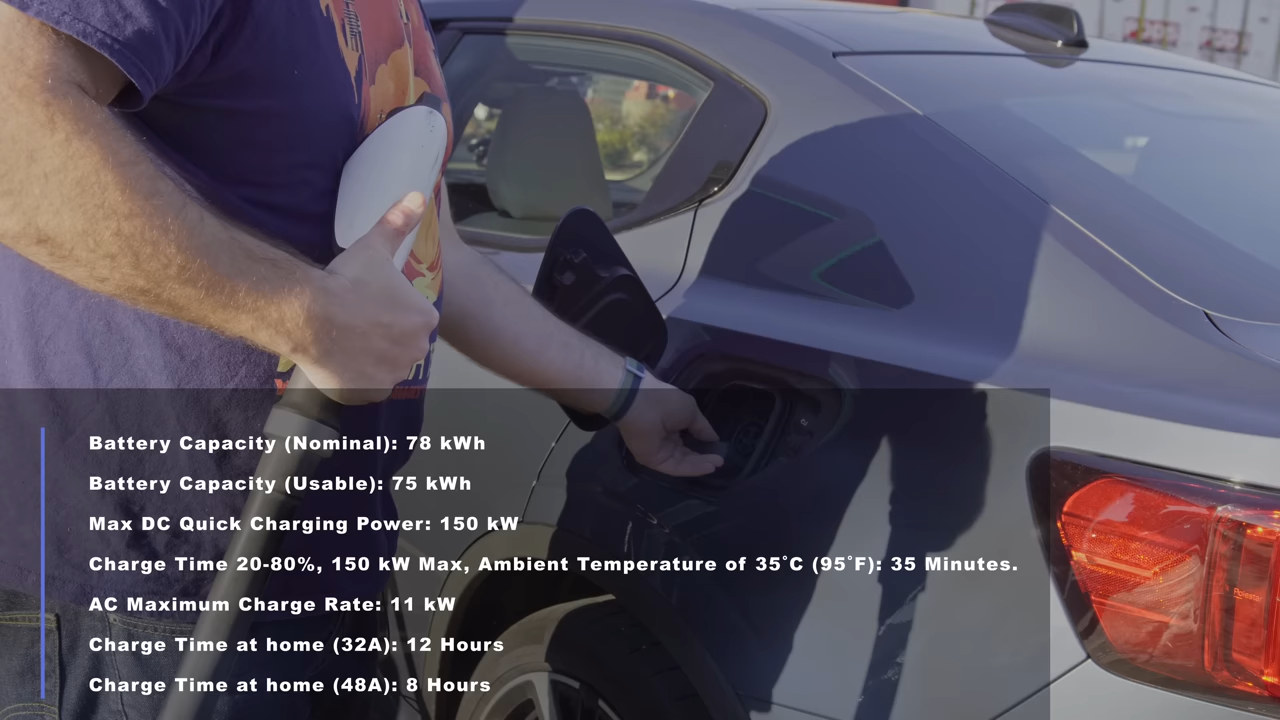 Battery Capacity (Nominal): 78 kWh
Battery Capacity (Usable): 75 kWh
Max DC Quick Charging Power: 150 kW
Charge Time 20-80%, 150 kW Max, Ambient Temperature of 35˚C (95˚F): 35 Minutes.
AC Maximum Charge Rate: 11 kW
Charge Time at home (32A): 12 Hours
Charge Time at home (48A): 8 Hours